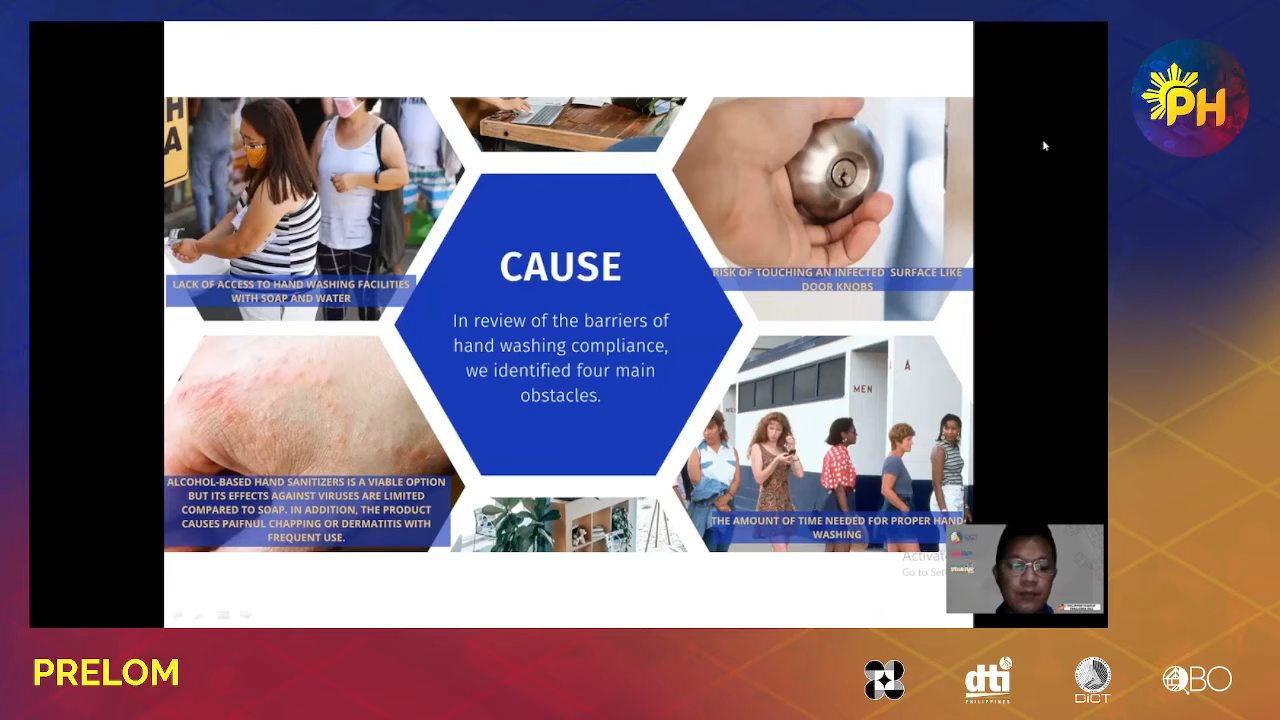 PH
H
A
LACK OF ACCESS TO HAND WASHING FACILITIES
WITH SOAP AND WATER
CAUSE
In review of the barriers of
hand washing compliance,
we identified four main
obstacles.
RISK OF TOUCHING AN INFECTED SURFACE LIKE
DOOR KNOBS
MEN
A
ALCOHOL-BASED HAND SANITIZERS IS A VIABLE OPTION
BUT ITS EFFECTS AGAINST VIRUSES ARE LIMITED
COMPARED TO SOAP. IN ADDITION, THE PRODUCT
CAUSES PAIFNUL CHAPPING OR DERMATITIS WITH
FREQUENT USE.
THE AMOUNT OF TIME NEEDED FOR PROPER HAND-
WASHING
Go to
PRELOM
dti
PHILIPPINES
DICT
QBO